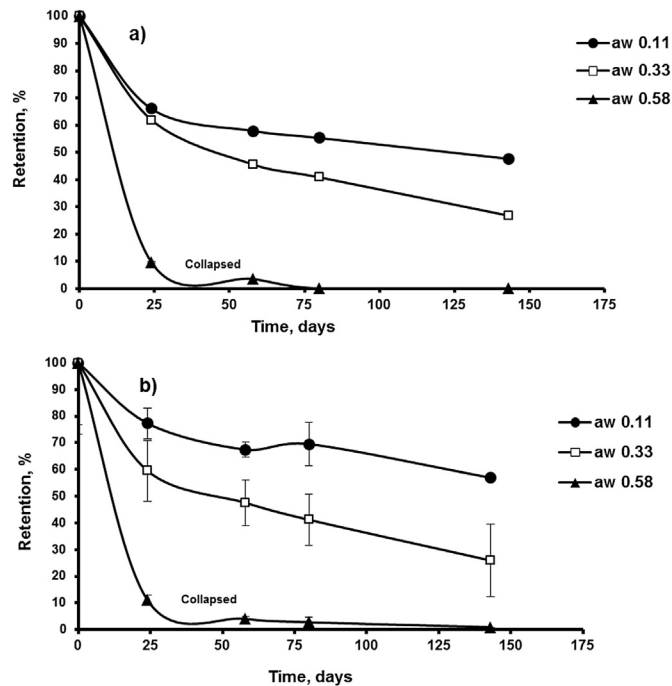 a)
100
90
80
70
60
50
40
30
20
10
0
Retention, %
Collapsed
0 25 50 75 100 125 150 175
Time, days
aw 0.11
aw 0.33
aw 0.58
b)
100
90
80
70
60
50
40
30
20
10
0
Retention, %
Collapsed
0 25 50 75 100 125 150 175
Time, days
aw 0.11
aw 0.33
aw 0.58